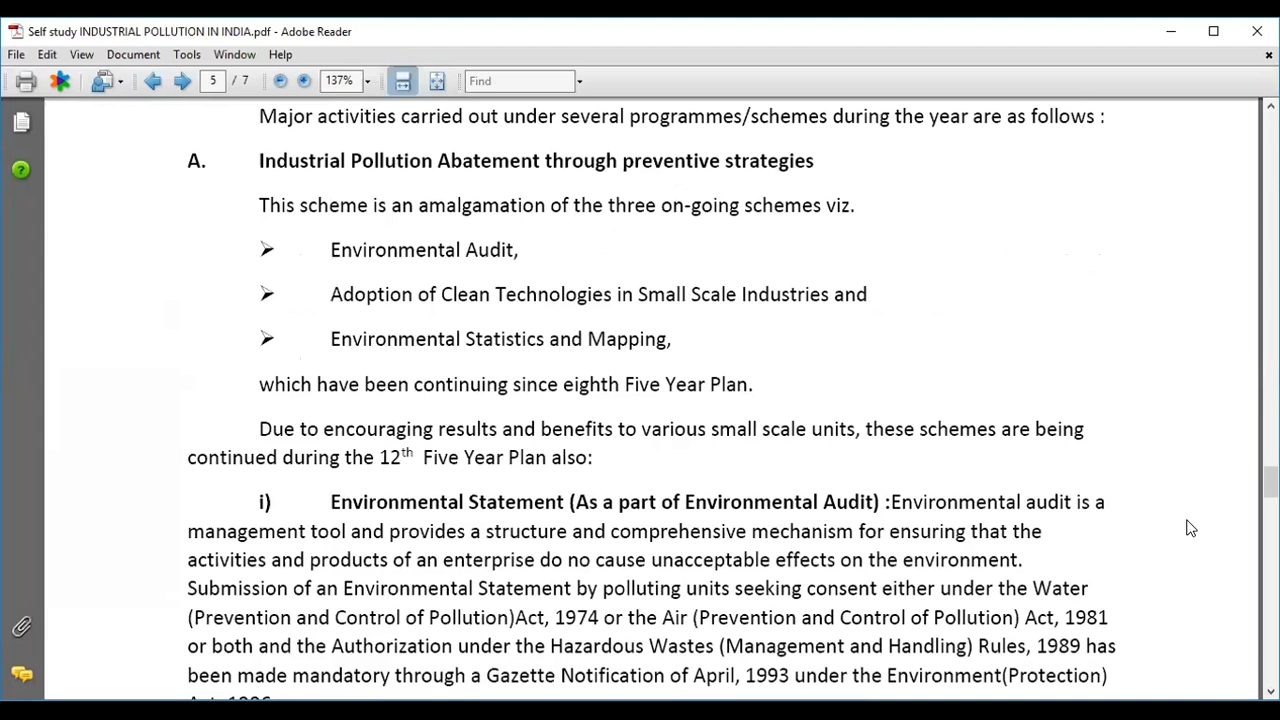 Self study INDUSTRIAL POLLUTION IN INDIA.pdf - Adobe Reader
File Edit View Document Tools Window Help
5 / 7 137% Find
Major activities carried out under several programmes/schemes during the year are as follows :
A. Industrial Pollution Abatement through preventive strategies
This scheme is an amalgamation of the three on-going schemes viz.
➢ Environmental Audit,
➢ Adoption of Clean Technologies in Small Scale Industries and
➢ Environmental Statistics and Mapping,
which have been continuing since eighth Five Year Plan.
Due to encouraging results and benefits to various small scale units, these schemes are being
continued during the 12th Five Year Plan also:
i) Environmental Statement (As a part of Environmental Audit) :Environmental audit is a
management tool and provides a structure and comprehensive mechanism for ensuring that the
activities and products of an enterprise do no cause unacceptable effects on the environment.
Submission of an Environmental Statement by polluting units seeking consent either under the Water
(Prevention and Control of Pollution)Act, 1974 or the Air (Prevention and Control of Pollution) Act, 1981
or both and the Authorization under the Hazardous Wastes (Management and Handling) Rules, 1989 has
been made mandatory through a Gazette Notification of April, 1993 under the Environment(Protection)